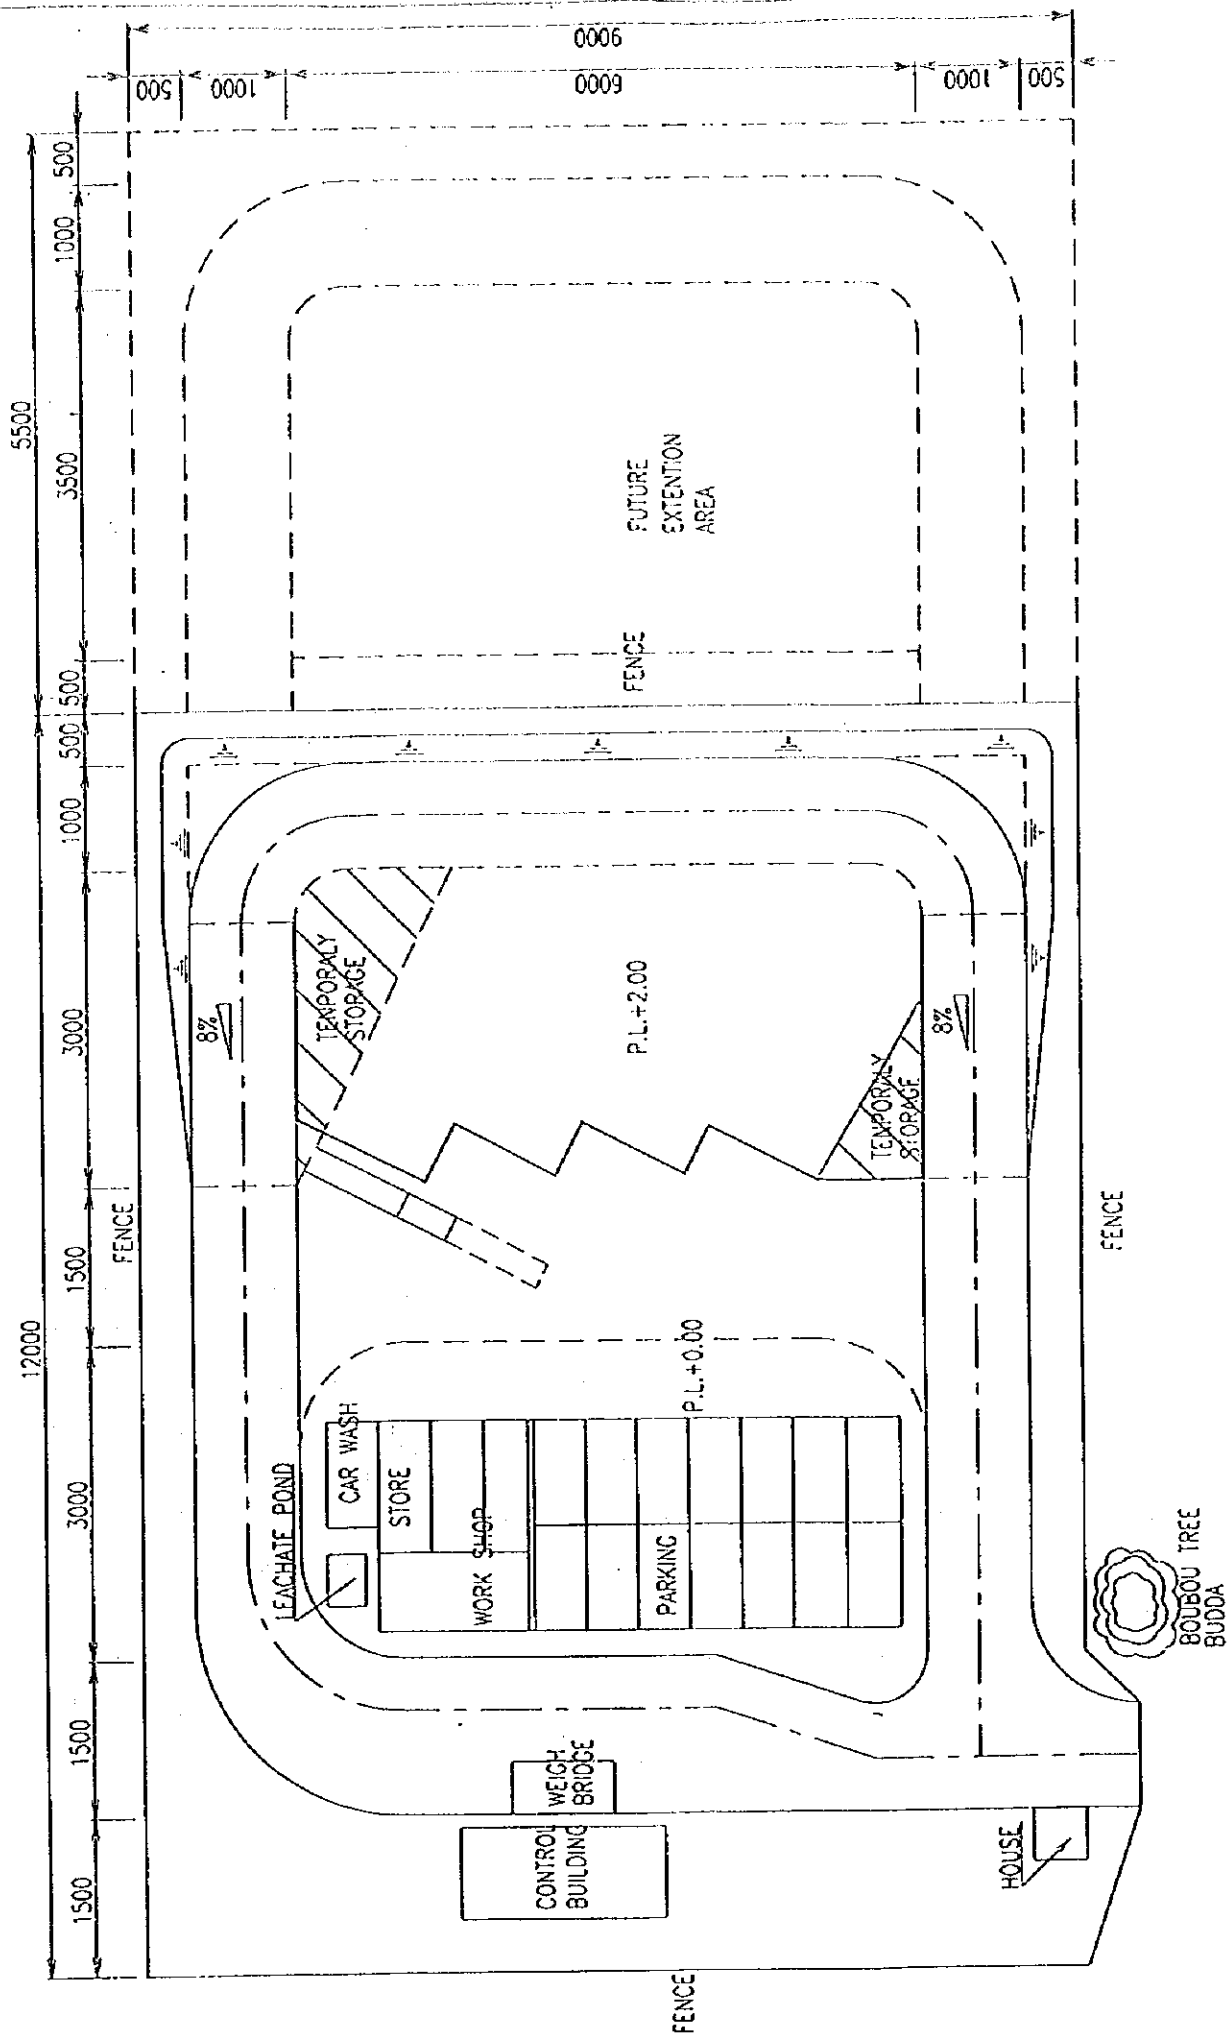 12000
5500
1500
1500
3000
1500
3000
1000
500
500
3500
1000
500
500
1000
6000
1000
500
9000
FENCE
8%
LEACHATE POND
CAR WASH
STORE
WORK SHOP
PARKING
TENPORALY
STORAGE
P.L.+2.00
P.L.+0.00
TENPORALY
STORAGE
8%
FENCE
FUTURE
EXTENTION
AREA
CONTROL
BUILDING
WEIGH
BRIDGE
HOUSE
FENCE
FENCE
BOUBOU TREE
BUDDA